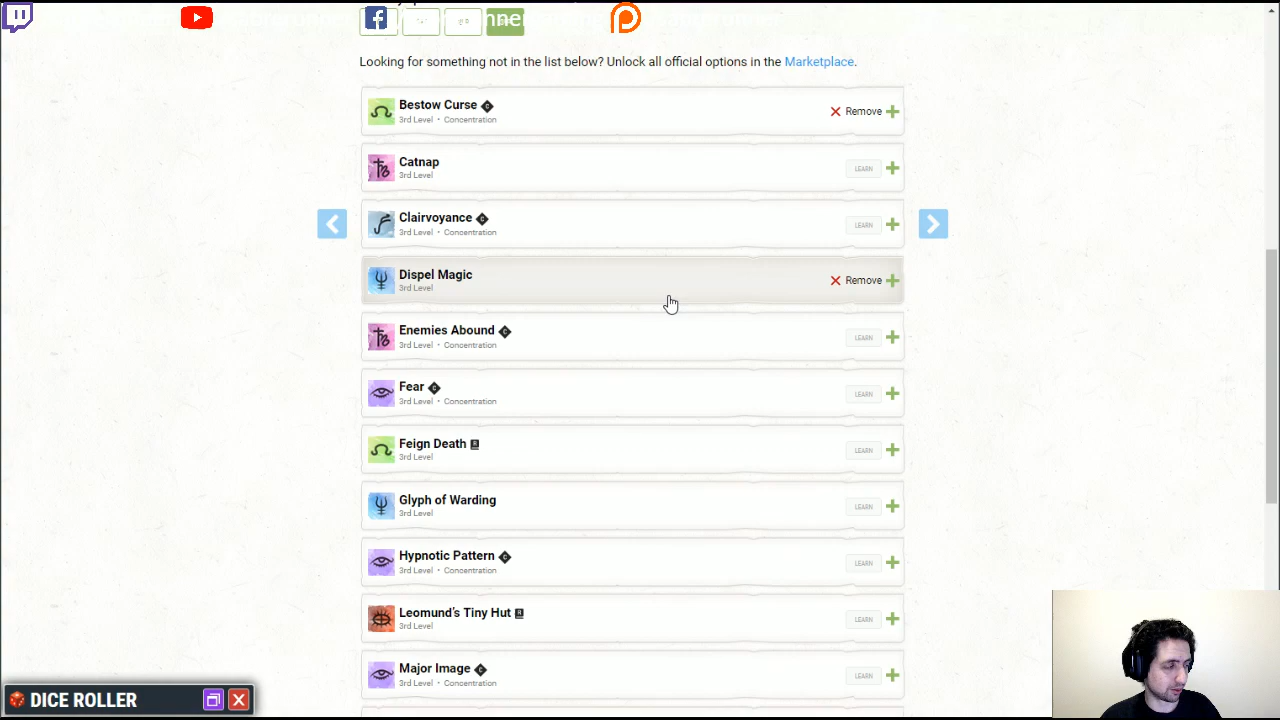 Looking for something not in the list below? Unlock all official options in the Marketplace.
Bestow Curse
3rd Level • Concentration
Remove
Catnap
3rd Level
LEARN
Clairvoyance
3rd Level • Concentration
LEARN
Dispel Magic
3rd Level
Remove
Enemies Abound
3rd Level • Concentration
LEARN
Fear
3rd Level • Concentration
LEARN
Feign Death
3rd Level
LEARN
Glyph of Warding
3rd Level
LEARN
Hypnotic Pattern
3rd Level • Concentration
LEARN
Leomund's Tiny Hut
3rd Level
LEARN
Major Image
3rd Level • Concentration
LEARN
DICE ROLLER